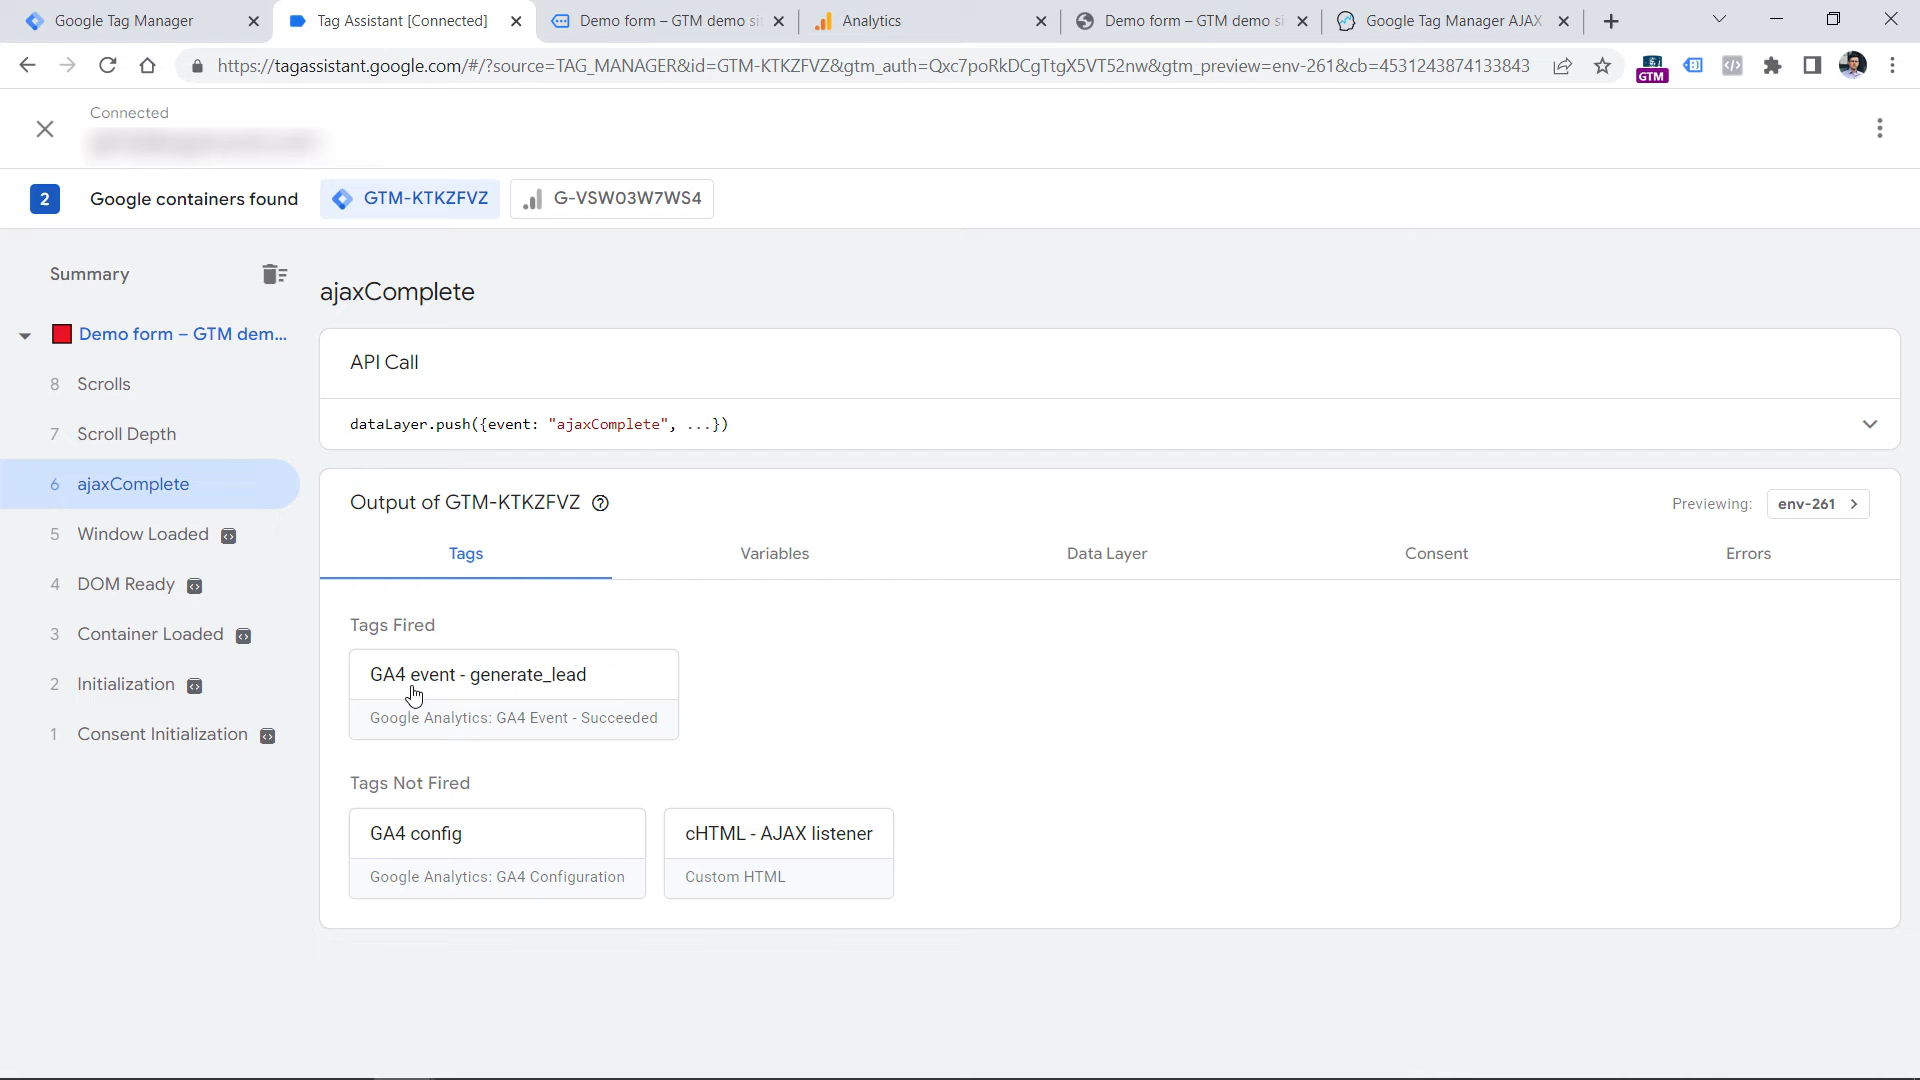 Google Tag Manager
Tag Assistant [Connected]
Demo form – GTM demo si
Analytics
Demo form – GTM demo si
Google Tag Manager AJAX
https://tagassistant.google.com/#/?source=TAG_MANAGER&id=GTM-KTKZFVZ&gtm_auth=Qxc7poRkDCgTtgX5VT52nw&gtm_preview=env-261&cb=4531243874133843
GTM
Connected
2
Google containers found
GTM-KTKZFVZ
G-VSW03W7WS4
Summary
Demo form – GTM dem...
8 Scrolls
7 Scroll Depth
6 ajaxComplete
5 Window Loaded
4 DOM Ready
3 Container Loaded
2 Initialization
1 Consent Initialization
ajaxComplete
API Call
dataLayer.push({event: "ajaxComplete", ...})
Output of GTM-KTKZFVZ
Previewing:
env-261
Tags
Variables
Data Layer
Consent
Errors
Tags Fired
GA4 event - generate_lead
Google Analytics: GA4 Event - Succeeded
Tags Not Fired
GA4 config
Google Analytics: GA4 Configuration
cHTML - AJAX listener
Custom HTML